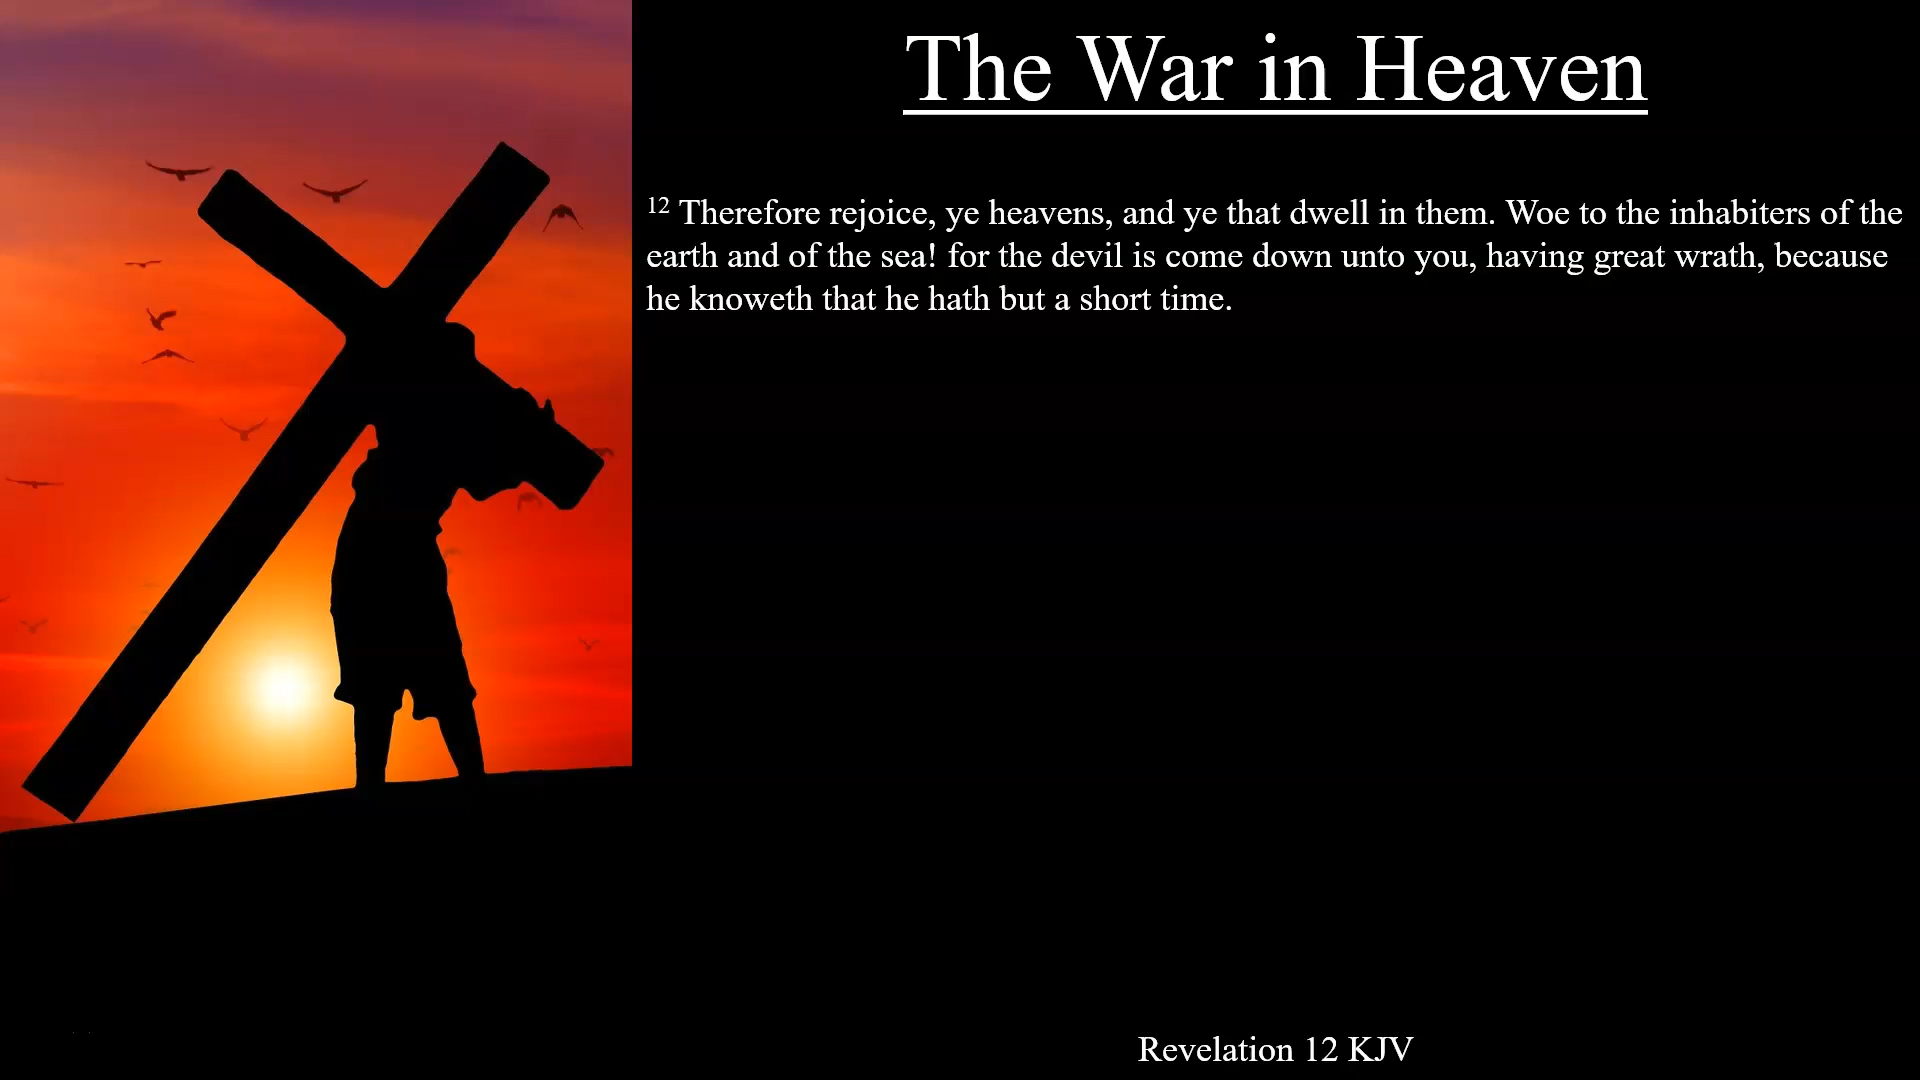 The War in Heaven
12 Therefore rejoice, ye heavens, and ye that dwell in them. Woe to the inhabiters of the
earth and of the sea! for the devil is come down unto you, having great wrath, because
he knoweth that he hath but a short time.
Revelation 12 KJV